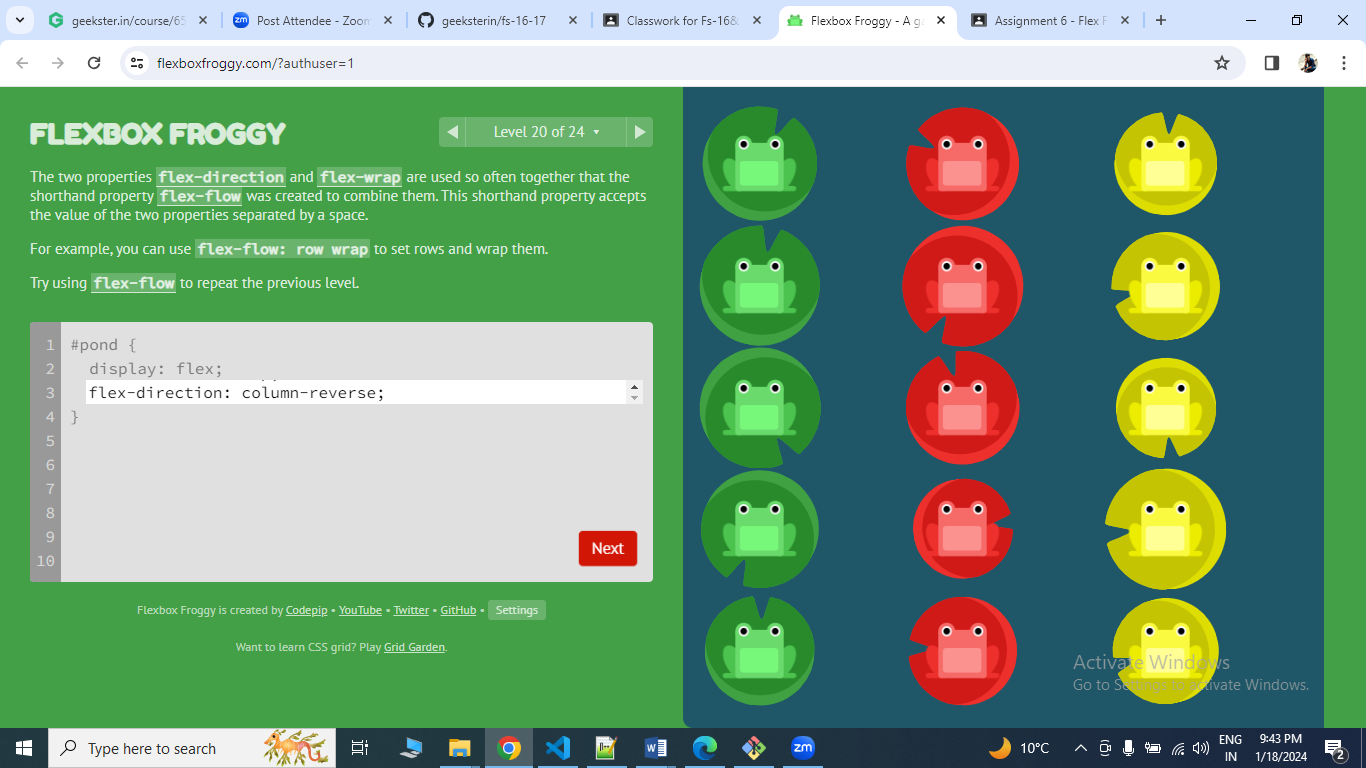 geekster.in/course/65
Post Attendee - Zoom
geeksterin/fs-16-17
Classwork for Fs-16&
Flexbox Froggy - A ga
Assignment 6 - Flex F
flexboxfroggy.com/?authuser=1
FLEXBOX FROGGY
Level 20 of 24
The two properties flex-direction and flex-wrap are used so often together that the
shorthand property flex-flow was created to combine them. This shorthand property accepts
the value of the two properties separated by a space.
For example, you can use flex-flow: row wrap to set rows and wrap them.
Try using flex-flow to repeat the previous level.
1 #pond {
2 display: flex;
3 flex-direction: column-reverse;
4 }
5
6
7
8
9
10
Next
Flexbox Froggy is created by Codepip • YouTube • Twitter • GitHub • Settings
Want to learn CSS grid? Play Grid Garden.
Activate Windows
Go to Settings to activate Windows.
Type here to search
zm
10°C
ENG
IN
9:43 PM
1/18/2024
2